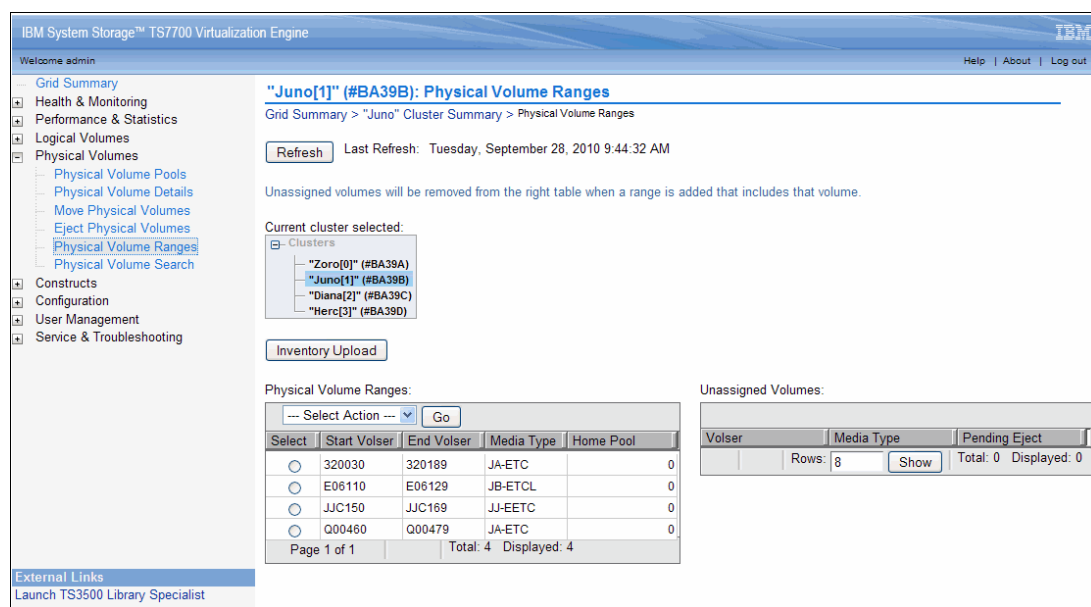 IBM System Storage™ TS7700 Virtualization Engine
IBM
Welcome admin
Help | About | Log out
Grid Summary
Health & Monitoring
Performance & Statistics
Logical Volumes
Physical Volumes
Physical Volume Pools
Physical Volume Details
Move Physical Volumes
Eject Physical Volumes
Physical Volume Ranges
Physical Volume Search
Constructs
Configuration
User Management
Service & Troubleshooting
External Links
Launch TS3500 Library Specialist
"Juno[1]" (#BA39B): Physical Volume Ranges
Grid Summary > "Juno" Cluster Summary > Physical Volume Ranges
Refresh Last Refresh: Tuesday, September 28, 2010 9:44:32 AM
Unassigned volumes will be removed from the right table when a range is added that includes that volume.
Current cluster selected:
Clusters
"Zoro[0]" (#BA39A)
"Juno[1]" (#BA39B)
"Diana[2]" (#BA39C)
"Herc[3]" (#BA39D)
Inventory Upload
Physical Volume Ranges:
--- Select Action --- Go
Select Start Volser End Volser Media Type Home Pool
320030 320189 JA-ETC 0
E06110 E06129 JB-ETCL 0
JJC150 JJC169 JJ-EETC 0
Q00460 Q00479 JA-ETC 0
Page 1 of 1 Total: 4 Displayed: 4
Unassigned Volumes:
Volser Media Type Pending Eject
Rows: 8 Show Total: 0 Displayed: 0